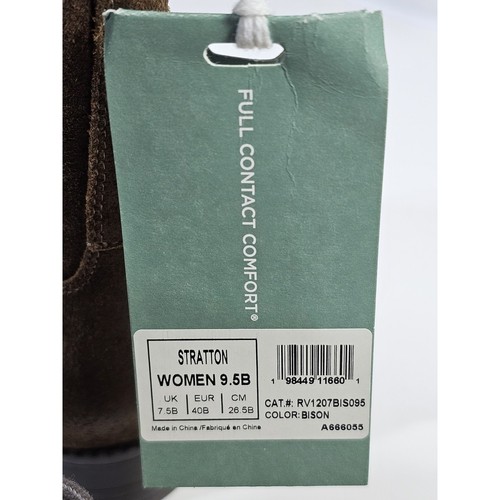 FULL CONTACT COMFORT®
STRATTON
WOMEN 9.5B
UK EUR CM
7.5B 40B 26.5B
Made in China /Fabriqué en Chine
1 98449 11660 1
CAT.#: RV1207BIS095
COLOR: BISON
A666055